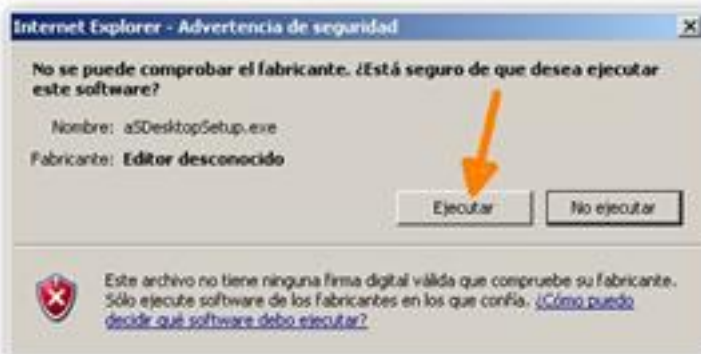 Internet Explorer - Advertencia de seguridad
No se puede comprobar el fabricante. ¿Está seguro de que desea ejecutar
este software?
Nombre: aSDesktopSetup.exe
Fabricante: Editor desconocido
Ejecutar
No ejecutar
Este archivo no tiene ninguna firma digital válida que compruebe su fabricante.
Sólo ejecute software de los fabricantes en los que confía. ¿Cómo puedo
decidir qué software debo ejecutar?